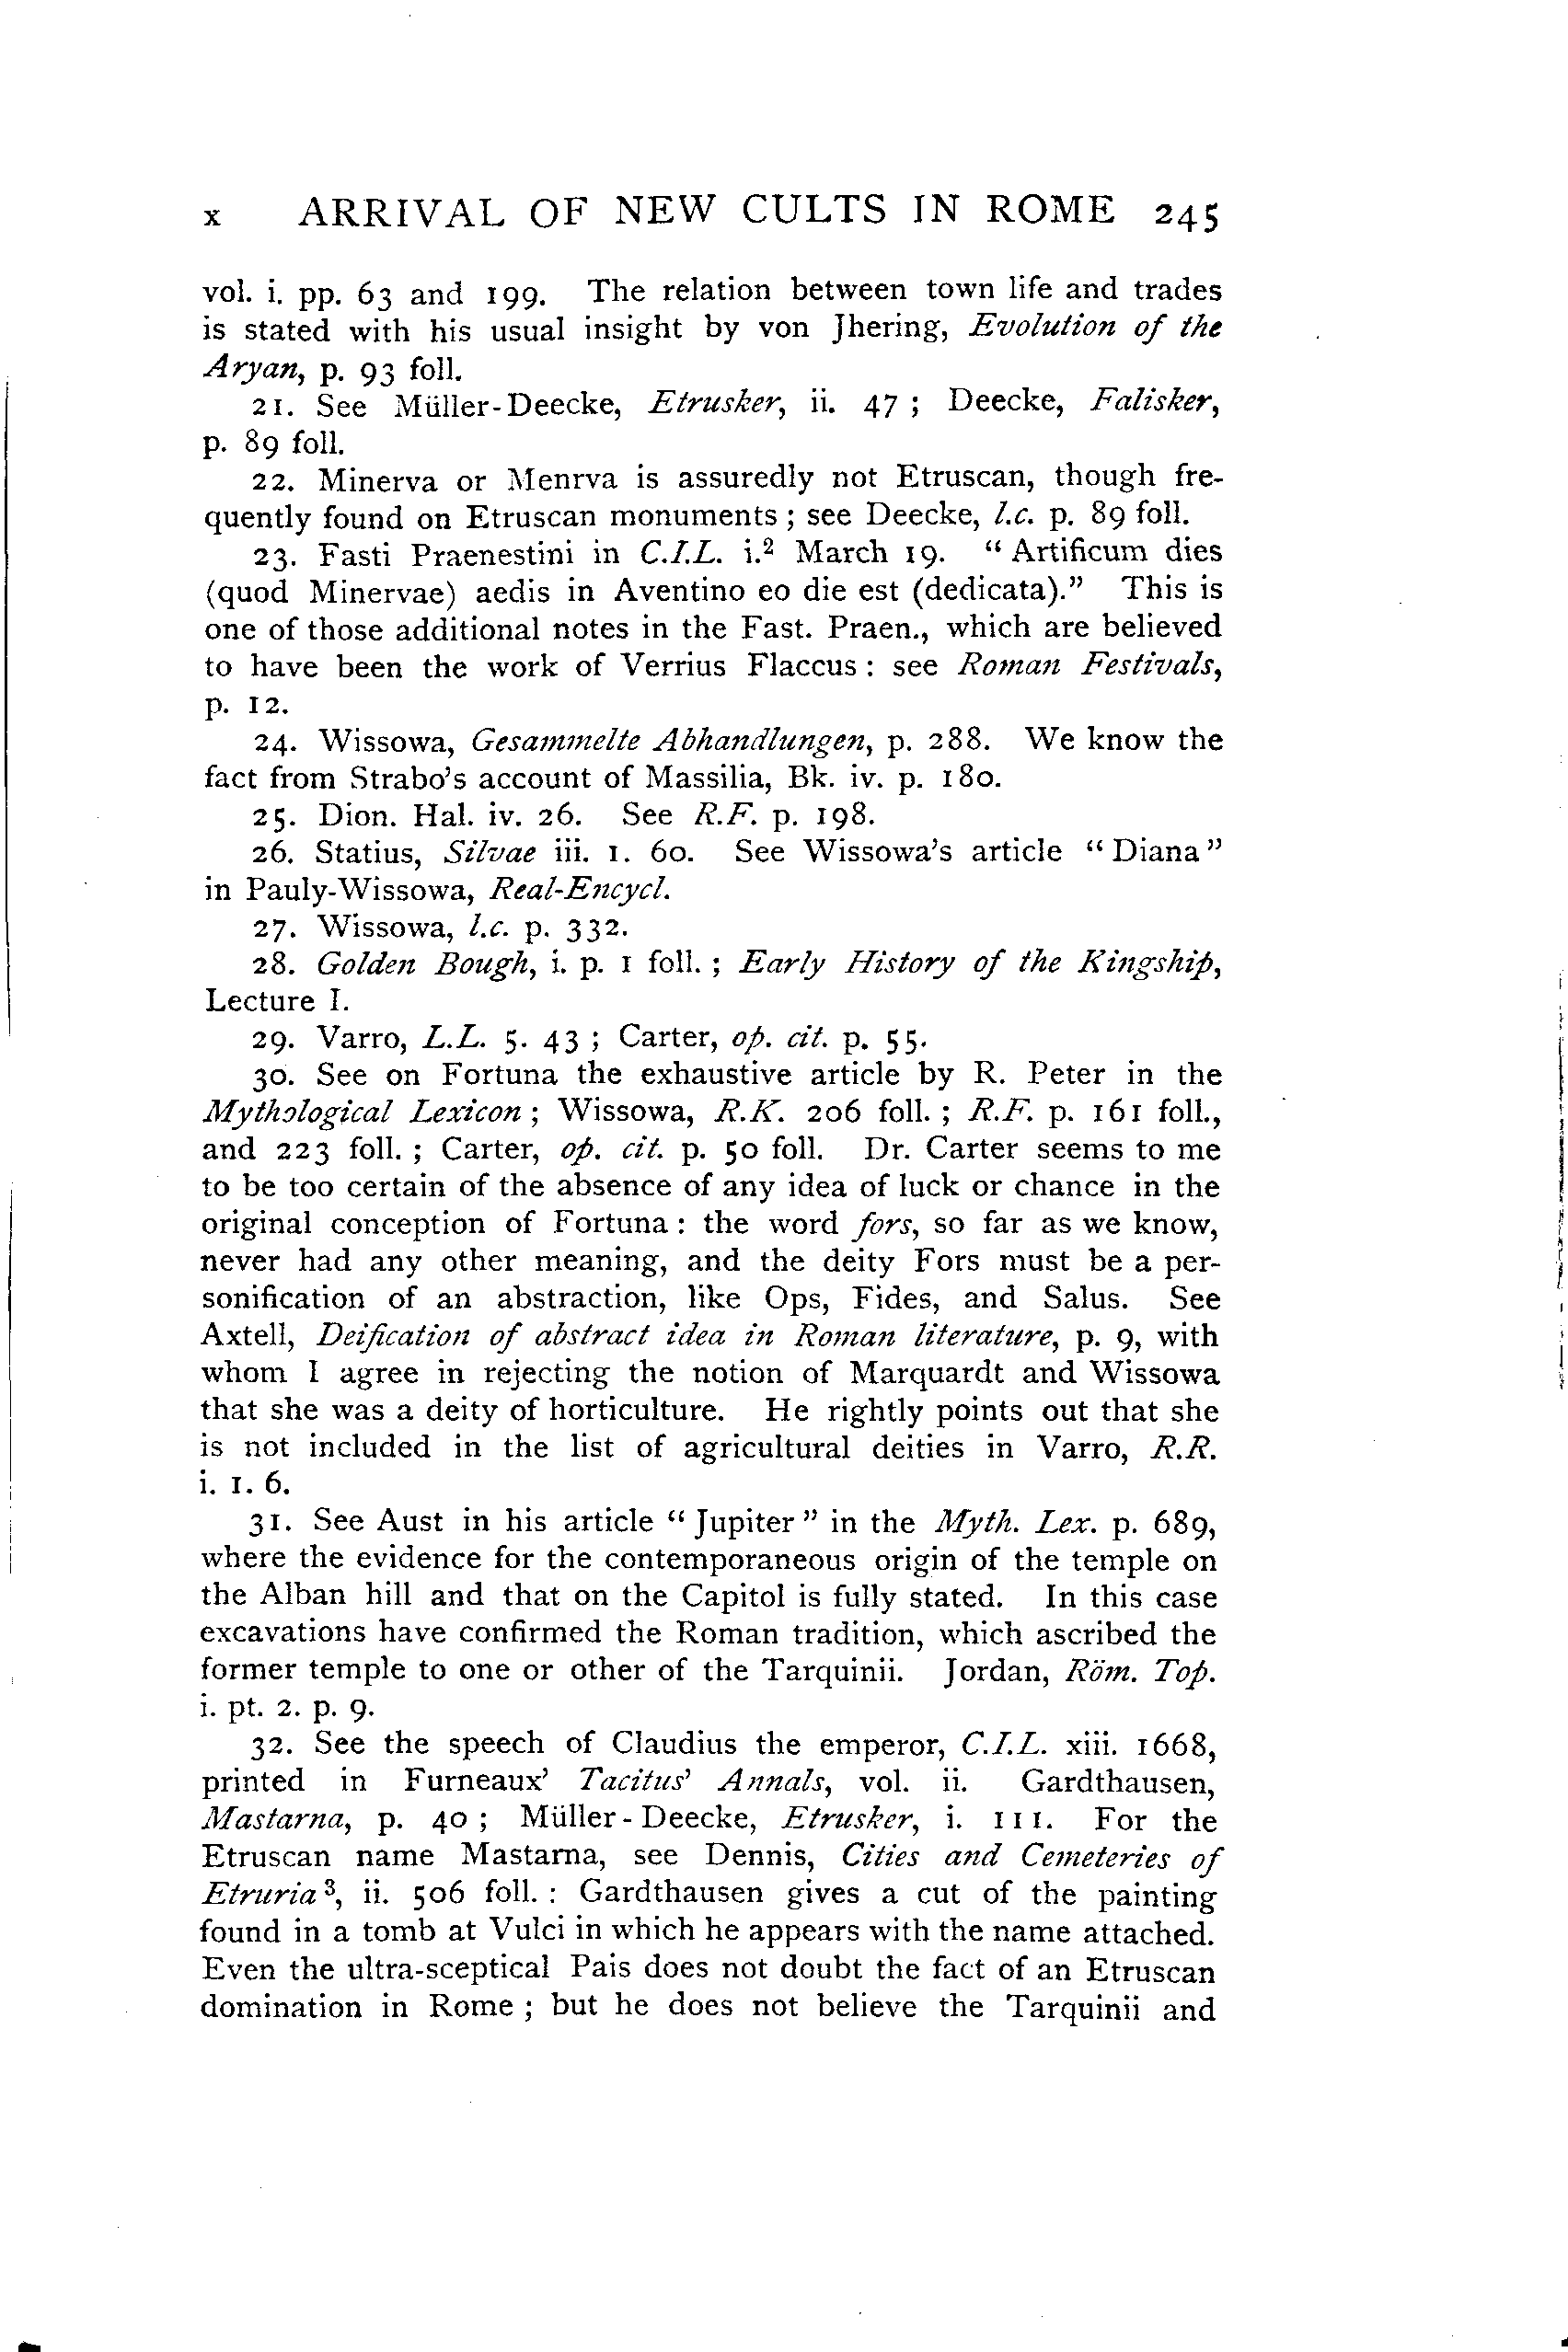 x ARRIVAL OF NEW CULTS IN ROME 245
vol. i. pp. 63 and 199. The relation between town life and trades
is stated with his usual insight by von Jhering, Evolution of the
Aryan, p. 93 foll.
21. See Müller-Deecke, Etrusker, ii. 47 ; Deecke, Falisker,
p. 89 foll.
22. Minerva or Menrva is assuredly not Etruscan, though fre-
quently found on Etruscan monuments ; see Deecke, l.c. p. 89 foll.
23. Fasti Praenestini in C.I.L. i.² March 19. “ Artificum dies
(quod Minervae) aedis in Aventino eo die est (dedicata).” This is
one of those additional notes in the Fast. Praen., which are believed
to have been the work of Verrius Flaccus : see Roman Festivals,
p. 12.
24. Wissowa, Gesammelte Abhandlungen, p. 288. We know the
fact from Strabo's account of Massilia, Bk. iv. p. 180.
25. Dion. Hal. iv. 26. See R.F. p. 198.
26. Statius, Silvae iii. 1. 60. See Wissowa's article “ Diana ”
in Pauly-Wissowa, Real-Encycl.
27. Wissowa, l.c. p. 332.
28. Golden Bough, i. p. 1 foll. ; Early History of the Kingship,
Lecture I.
29. Varro, L.L. 5. 43 ; Carter, op. cit. p. 55.
30. See on Fortuna the exhaustive article by R. Peter in the
Mythological Lexicon ; Wissowa, R.K. 206 foll. ; R.F. p. 161 foll.,
and 223 foll. ; Carter, op. cit. p. 50 foll. Dr. Carter seems to me
to be too certain of the absence of any idea of luck or chance in the
original conception of Fortuna : the word fors, so far as we know,
never had any other meaning, and the deity Fors must be a per-
sonification of an abstraction, like Ops, Fides, and Salus. See
Axtell, Deification of abstract idea in Roman literature, p. 9, with
whom I agree in rejecting the notion of Marquardt and Wissowa
that she was a deity of horticulture. He rightly points out that she
is not included in the list of agricultural deities in Varro, R.R.
i. 1. 6.
31. See Aust in his article “ Jupiter ” in the Myth. Lex. p. 689,
where the evidence for the contemporaneous origin of the temple on
the Alban hill and that on the Capitol is fully stated. In this case
excavations have confirmed the Roman tradition, which ascribed the
former temple to one or other of the Tarquinii. Jordan, Röm. Top.
i. pt. 2. p. 9.
32. See the speech of Claudius the emperor, C.I.L. xiii. 1668,
printed in Furneaux' Tacitus' Annals, vol. ii. Gardthausen,
Mastarna, p. 40 ; Müller-Deecke, Etrusker, i. 111. For the
Etruscan name Mastarna, see Dennis, Cities and Cemeteries of
Etruria³, ii. 506 foll. : Gardthausen gives a cut of the painting
found in a tomb at Vulci in which he appears with the name attached.
Even the ultra-sceptical Pais does not doubt the fact of an Etruscan
domination in Rome ; but he does not believe the Tarquinii and